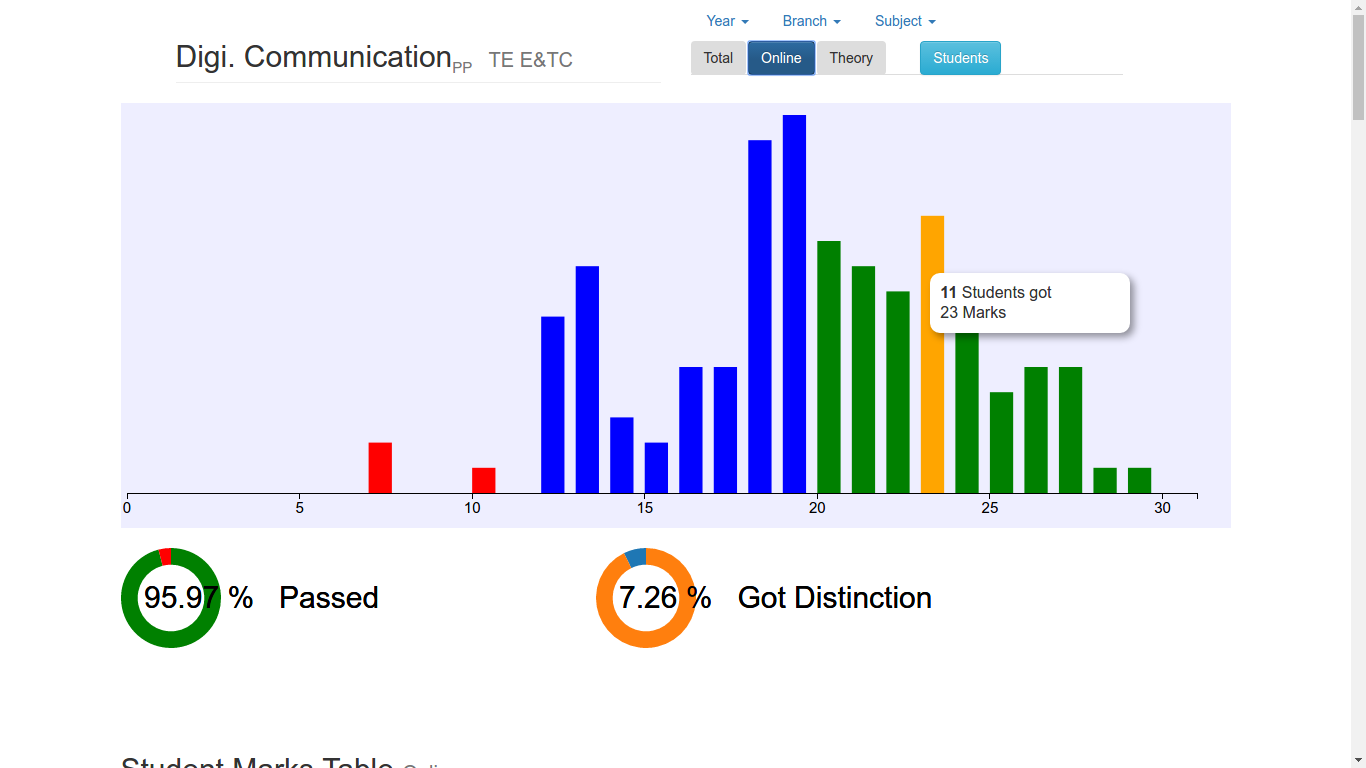 Year Branch Subject
Digi. Communication PP TE E&TC
Total Online Theory Students
11 Students got
23 Marks
0 5 10 15 20 25 30
95.97 % Passed 7.26 % Got Distinction
Student Marks Table